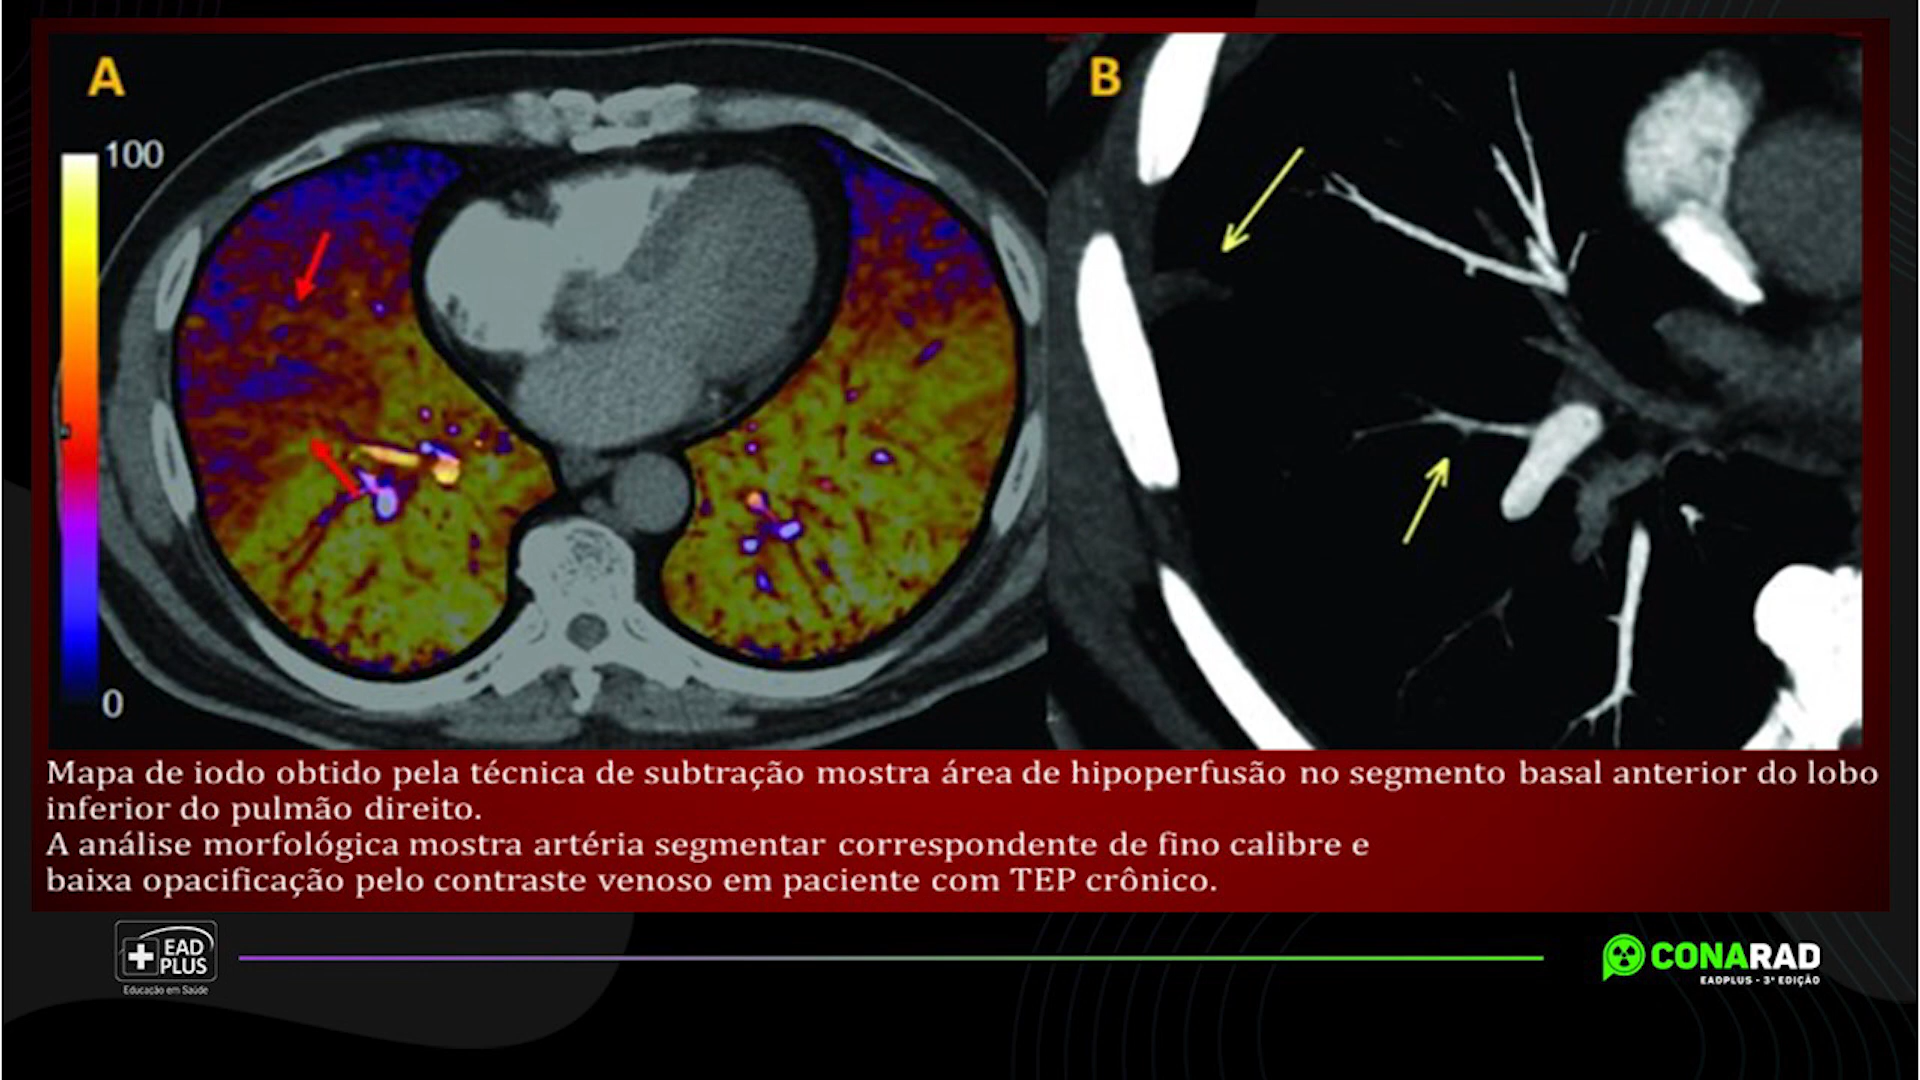 A
B
100
0
Mapa de iodo obtido pela técnica de subtração mostra área de hipoperfusão no segmento basal anterior do lobo
inferior do pulmão direito.
A análise morfológica mostra artéria segmentar correspondente de fino calibre e
baixa opacificação pelo contraste venoso em paciente com TEP crônico.
EAD
PLUS
Educação em Saúde
CONARAD
EADPLUS - 3ª EDIÇÃO